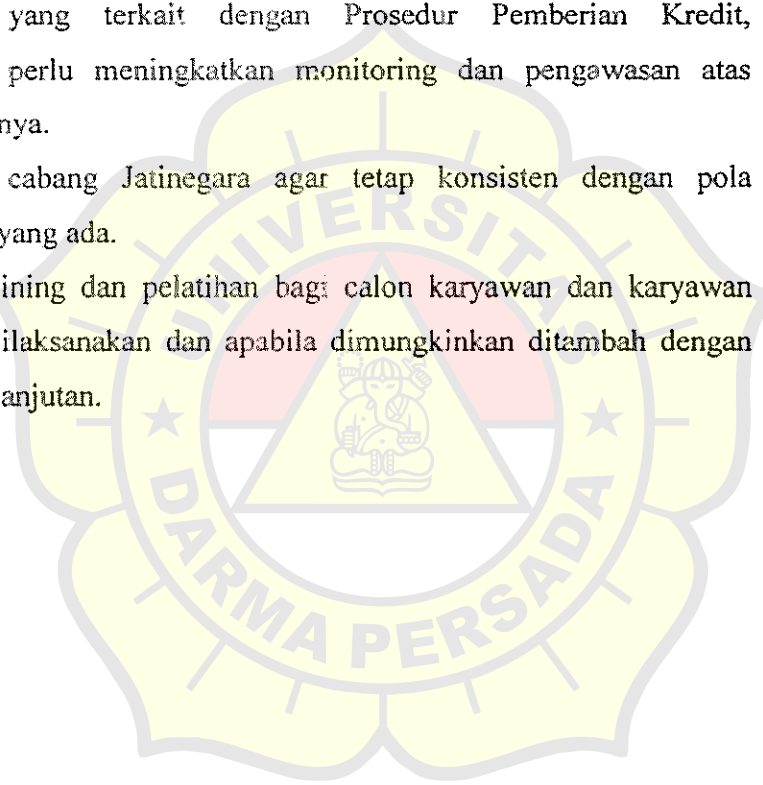 yang terkait dengan Prosedur Pemberian Kredit,
perlu meningkatkan monitoring dan pengawasan atas
nya.
cabang Jatinegara agar tetap konsisten dengan pola
yang ada.
ining dan pelatihan bagi calon karyawan dan karyawan
ilaksanakan dan apabila dimungkinkan ditambah dengan
anjutan.
UNIVERSITAS
DARMA PERSADA